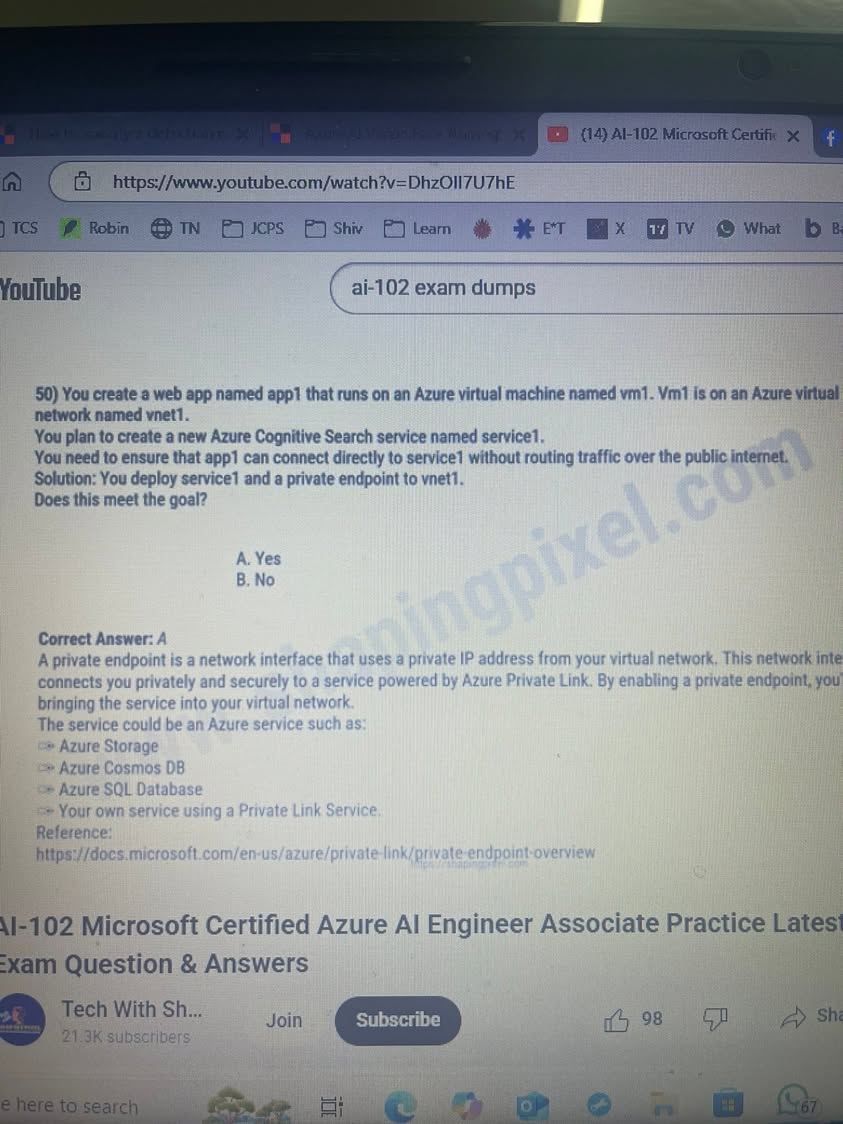 (14) AI-102 Microsoft Certifi
https://www.youtube.com/watch?v=DhzOIl7U7hE
TCS Robin TN JCPS Shiv Learn E*T X TV What
YouTube
ai-102 exam dumps
50) You create a web app named app1 that runs on an Azure virtual machine named vm1. Vm1 is on an Azure virtual
network named vnet1.
You plan to create a new Azure Cognitive Search service named service1.
You need to ensure that app1 can connect directly to service1 without routing traffic over the public internet.
Solution: You deploy service1 and a private endpoint to vnet1.
Does this meet the goal?
A. Yes
B. No
Correct Answer: A
A private endpoint is a network interface that uses a private IP address from your virtual network. This network inte
connects you privately and securely to a service powered by Azure Private Link. By enabling a private endpoint, you'
bringing the service into your virtual network.
The service could be an Azure service such as:
Azure Storage
Azure Cosmos DB
Azure SQL Database
Your own service using a Private Link Service.
Reference:
https://docs.microsoft.com/en-us/azure/private-link/private-endpoint-overview
https://shapingpixel.com
AI-102 Microsoft Certified Azure AI Engineer Associate Practice Latest
Exam Question & Answers
Tech With Sh...
21.3K subscribers
Join
Subscribe
98
Sha
e here to search
67